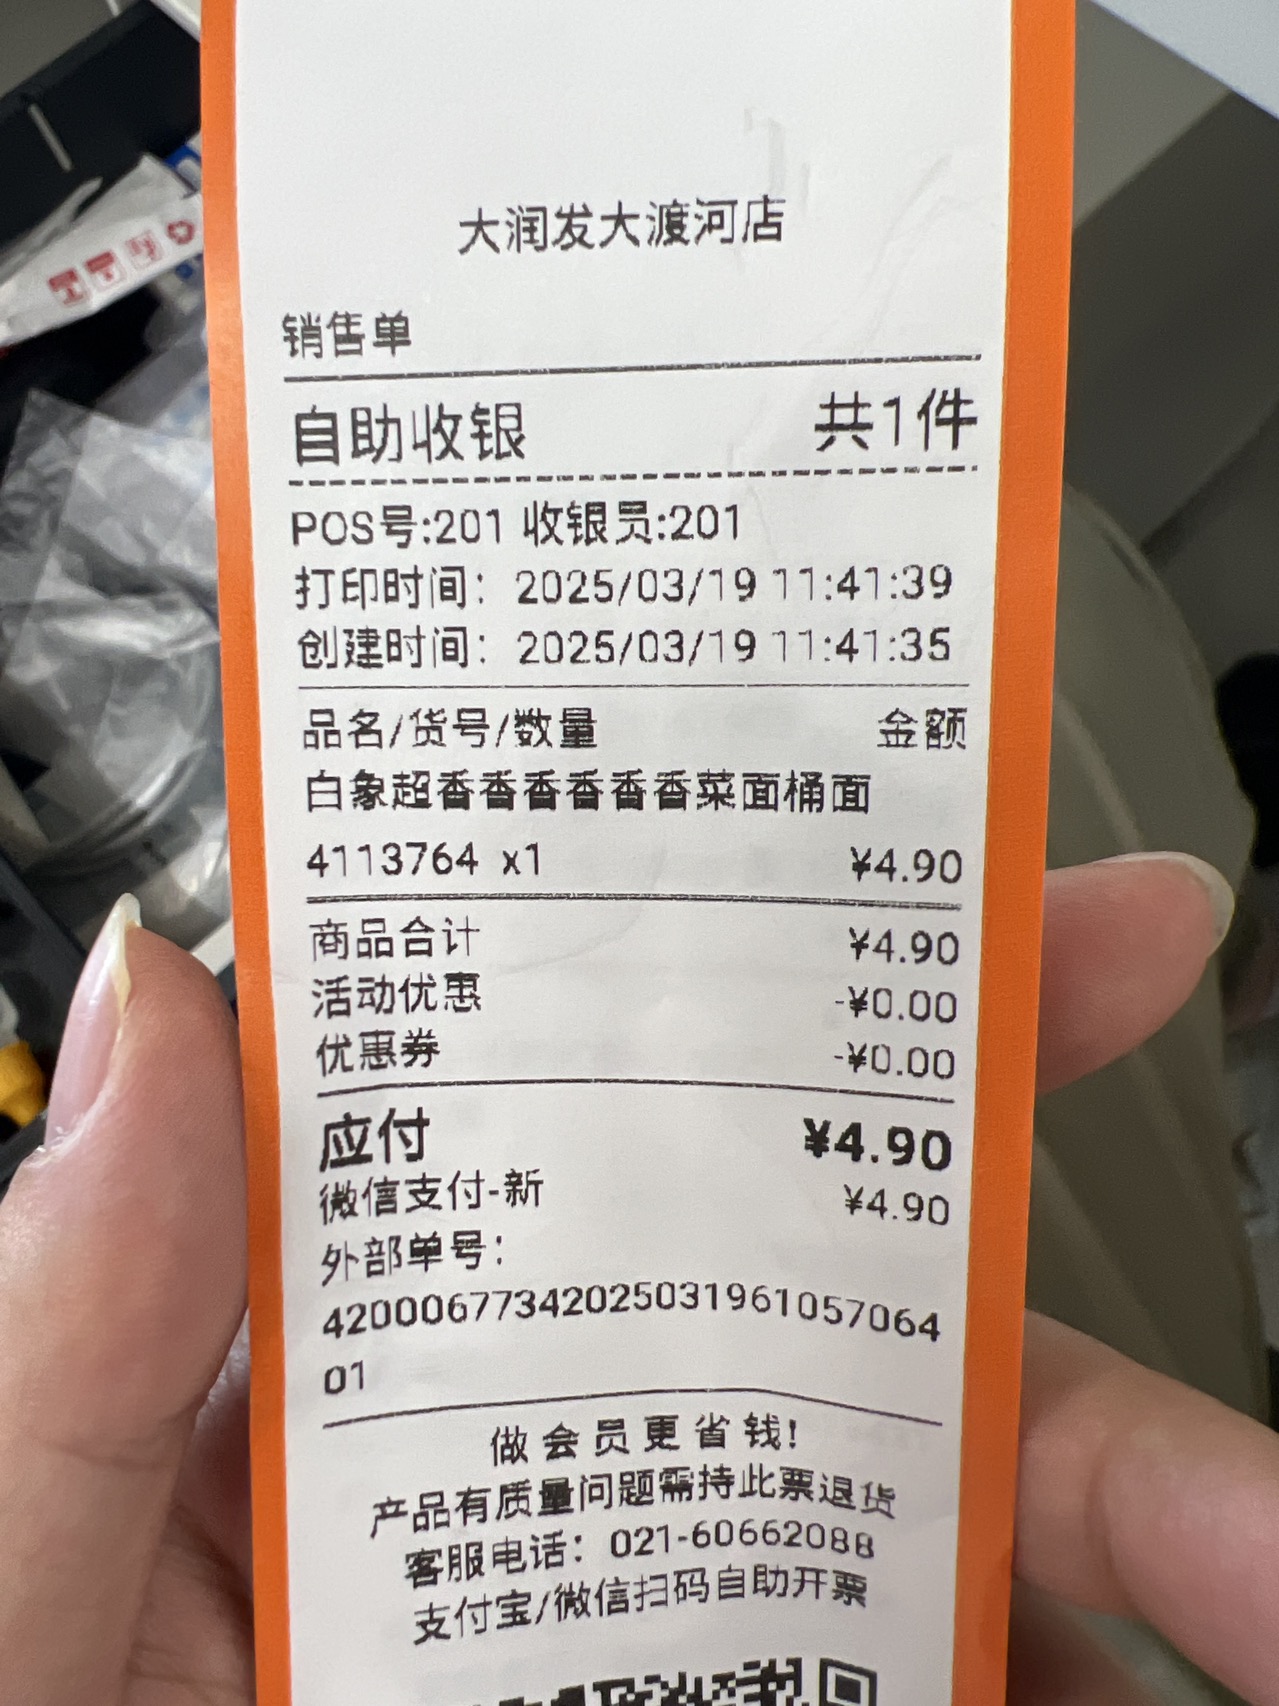 大润发大渡河店
销售单
自助收银 共1件
POS号:201 收银员:201
打印时间：2025/03/19 11:41:39
创建时间：2025/03/19 11:41:35
品名/货号/数量 金额
白象超香香香香香香菜面桶面
4113764 x1 ¥4.90
商品合计 ¥4.90
活动优惠 -¥0.00
优惠券 -¥0.00
应付 ¥4.90
微信支付-新 ¥4.90
外部单号：
42000677342025031961057064
01
做会员更省钱!
产品有质量问题需持此票退货
客服电话：021-60662088
支付宝/微信扫码自助开票